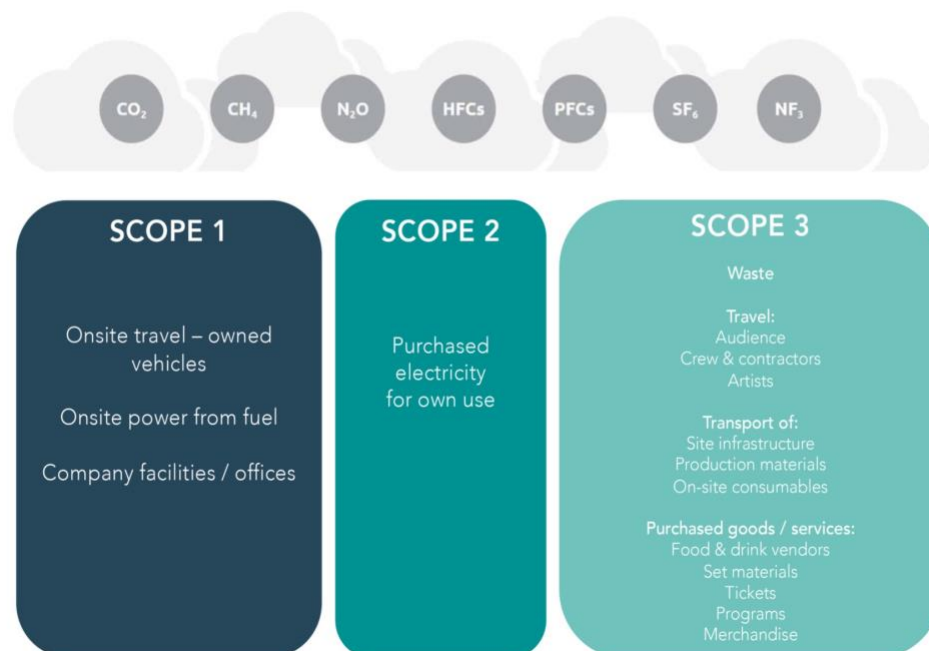 CO₂ CH₄ N₂O HFCs PFCs SF₆ NF₃
SCOPE 1
Onsite travel – owned
vehicles
Onsite power from fuel
Company facilities / offices
SCOPE 2
Purchased
electricity
for own use
SCOPE 3
Waste
Travel:
Audience
Crew & contractors
Artists
Transport of:
Site infrastructure
Production materials
On-site consumables
Purchased goods / services:
Food & drink vendors
Set materials
Tickets
Programs
Merchandise